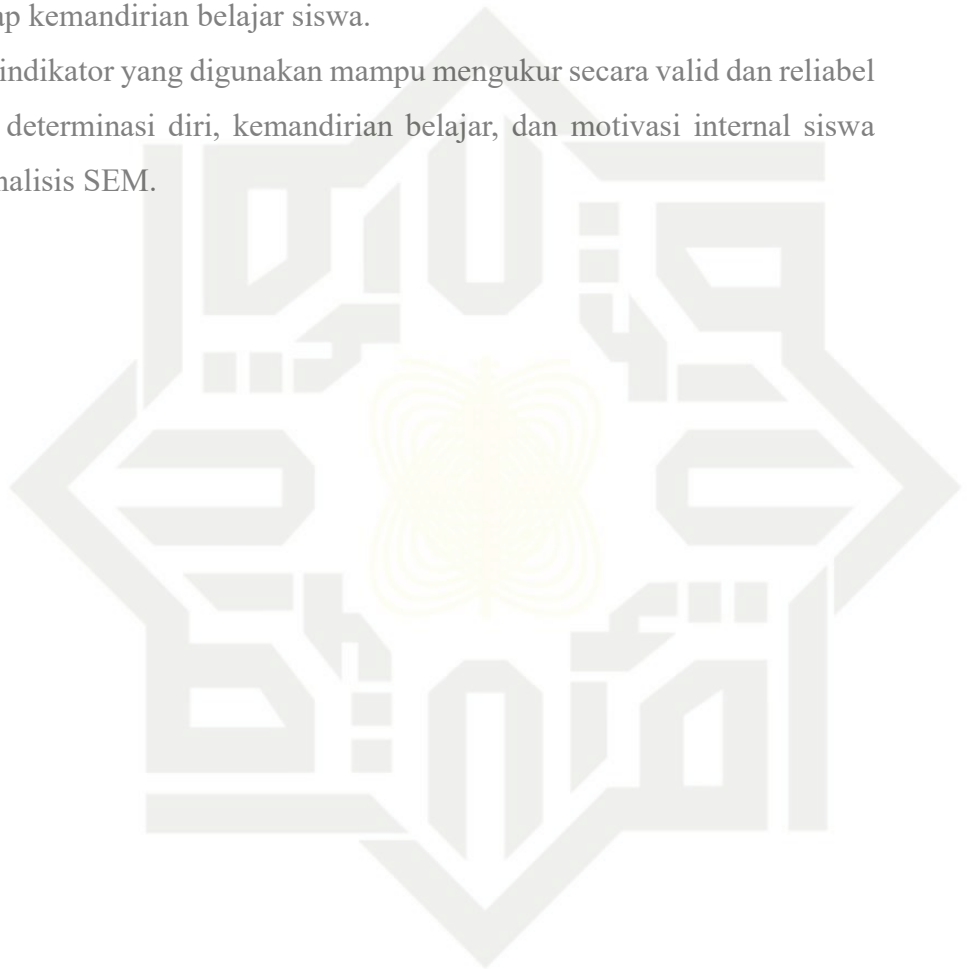 ap kemandirian belajar siswa.
indikator yang digunakan mampu mengukur secara valid dan reliabel
determinasi diri, kemandirian belajar, dan motivasi internal siswa
nalisis SEM.